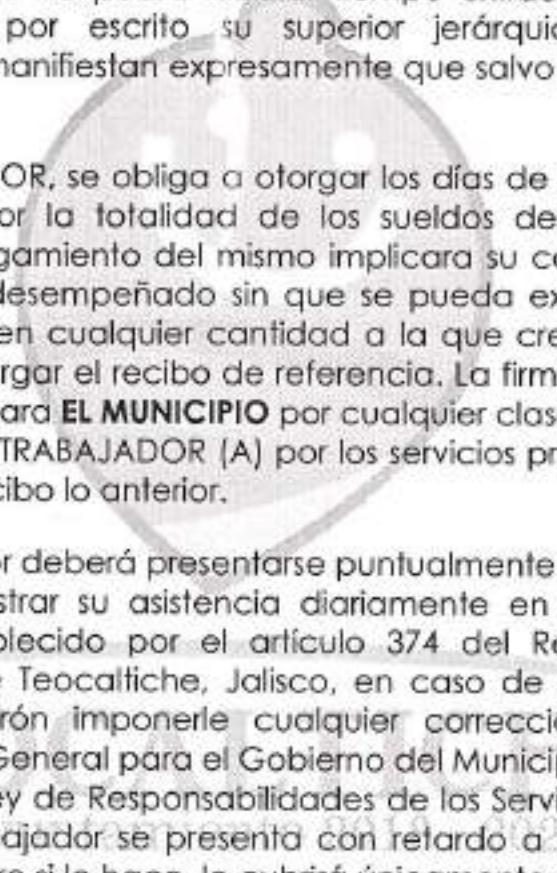 por escrito su superior jerárquic
manifiestan expresamente que salvo
OR, se obliga a otorgar los días de
or la totalidad de los sueldos de
gamiento del mismo implicara su c
desempeñado sin que se pueda ex
en cualquier cantidad a la que cre
rgar el recibo de referencia. La firm
ara EL MUNICIPIO por cualquier clas
TRABAJADOR (A) por los servicios pr
cibo lo anterior.
r deberá presentarse puntualmente
strar su asistencia diariamente en
blecido por el artículo 374 del Re
Teocaltiche, Jalisco, en caso de
rón imponerle cualquier correcci
General para el Gobierno del Munici
ey de Responsabilidades de los Servi
ajador se presenta con retardo a